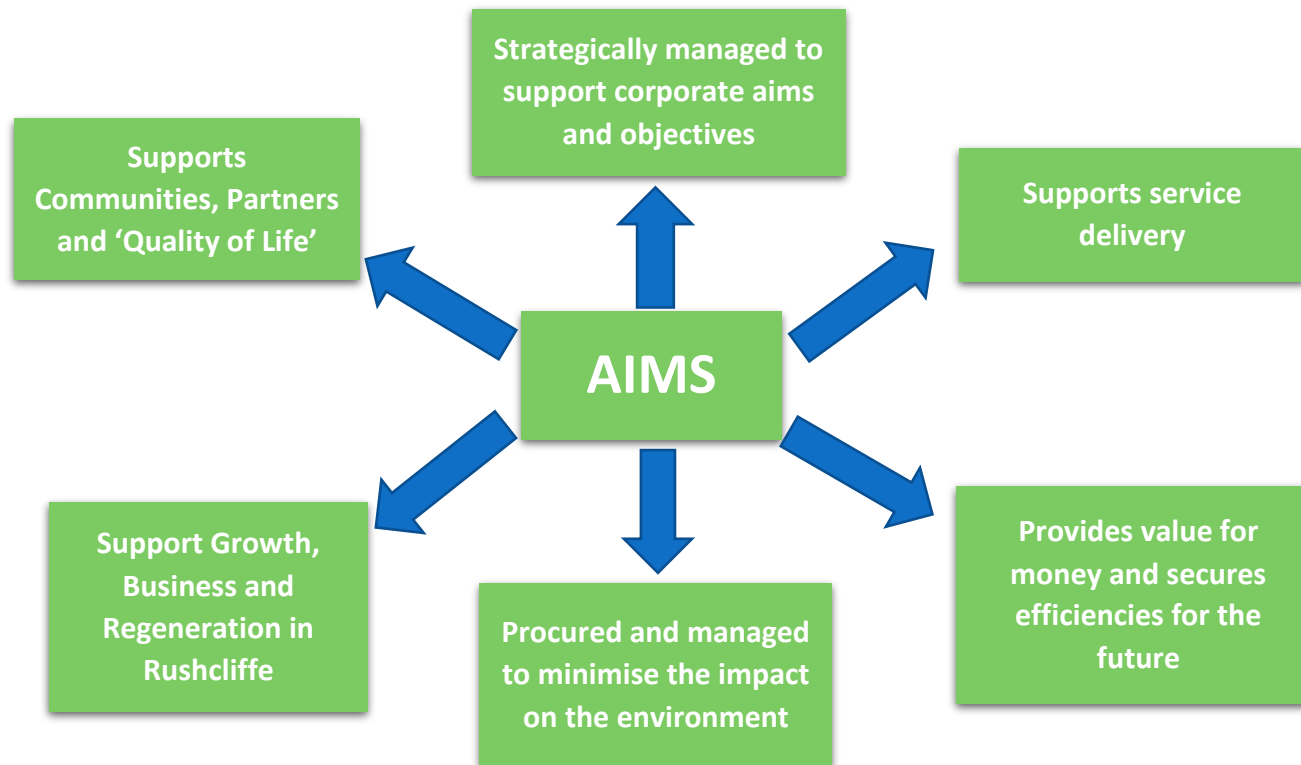 Strategically managed to
support corporate aims
and objectives
Supports
Communities, Partners
and ‘Quality of Life’
Supports service
delivery
AIMS
Support Growth,
Business and
Regeneration in
Rushcliffe
Procured and managed
to minimise the impact
on the environment
Provides value for
money and secures
efficiencies for the
future